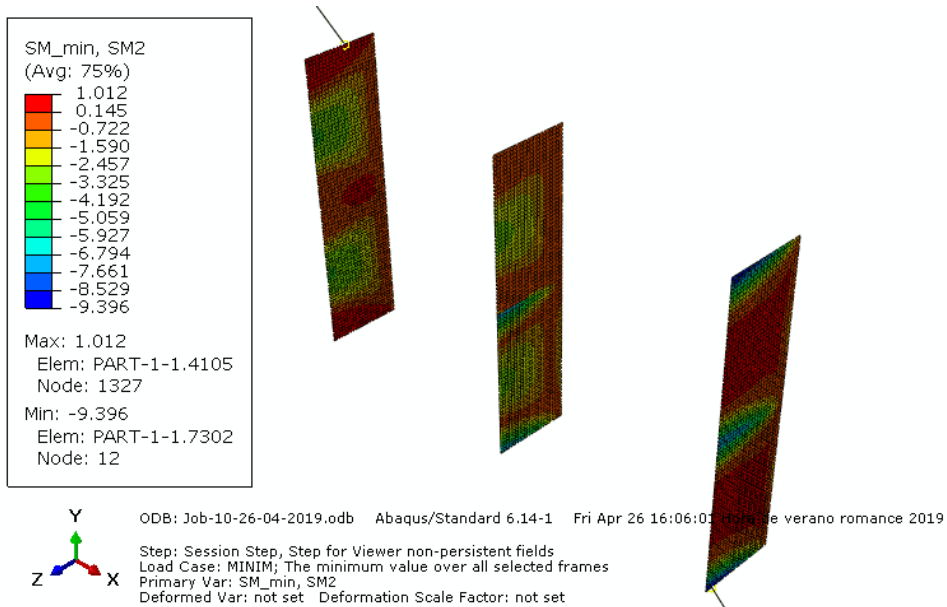 SM_min, SM2
(Avg: 75%)
1.012
0.145
-0.722
-1.590
-2.457
-3.325
-4.192
-5.059
-5.927
-6.794
-7.661
-8.529
-9.396
Max: 1.012
Elem: PART-1-1.4105
Node: 1327
Min: -9.396
Elem: PART-1-1.7302
Node: 12
Y
Z
X
ODB: Job-10-26-04-2019.odb Abaqus/Standard 6.14-1 Fri Apr 26 de verano romance 2019
Step: Session Step, Step for Viewer non-persistent fields
Load Case: MINIM; The minimum value over all selected frames
Primary Var: SM_min, SM2
Deformed Var: not set Deformation Scale Factor: not set